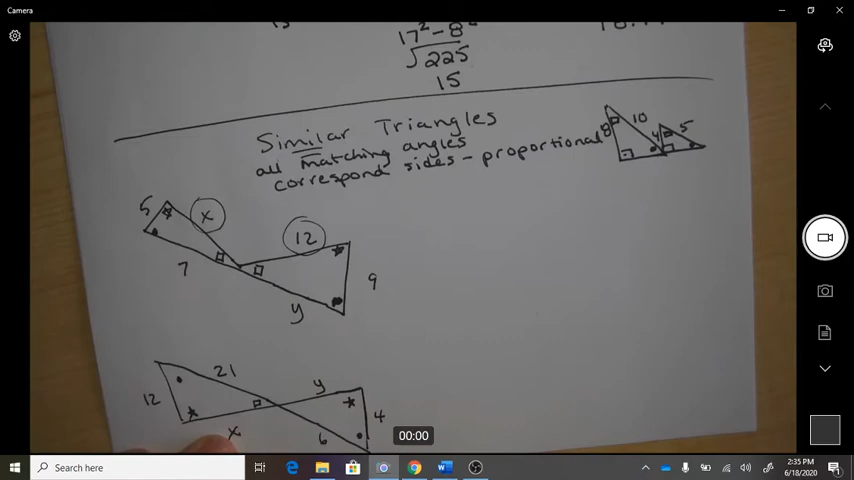 Camera
17² - 8²
√225
15
Similar Triangles
all matching angles
correspond sides - proportional
8
10
4
5
5
x
12
7
y
9
21
y
12
4
x
6
00:00
Search
2:35 PM
6/18/2020